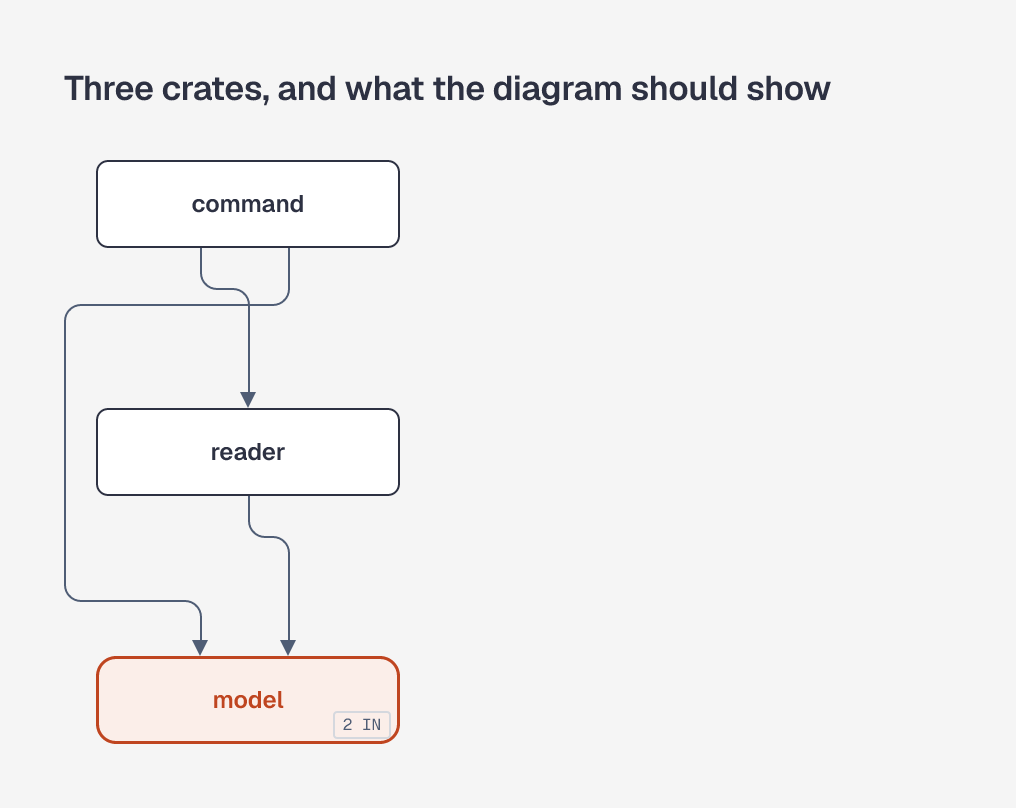 Three crates, and what the diagram should show
command
reader
model
2 IN